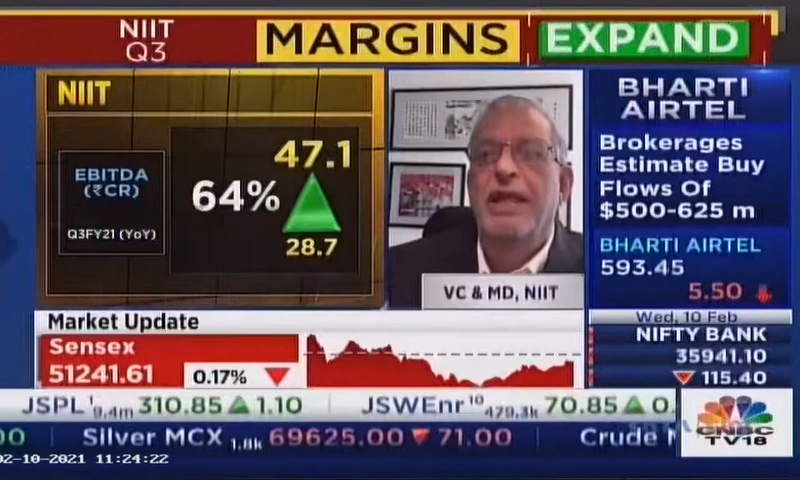 NIIT
Q3
MARGINS
EXPAND
NIIT
EBITDA
(₹CR)
Q3FY21 (YoY)
64%
47.1
28.7
VC & MD, NIIT
BHARTI
AIRTEL
Brokerages
Estimate Buy
Flows Of
$500-625 m
BHARTI AIRTEL
593.45
5.50
Wed, 10 Feb
NIFTY BANK
35941.10
115.40
Market Update
Sensex
51241.61
0.17%
JSPL 1 9.4m 310.85 1.10
JSWEnr 10 479.3k 70.85 0.
Silver MCX 1.8k 69625.00 71.00
Crude
CNBC
TV18
02-10-2021 11:24:22